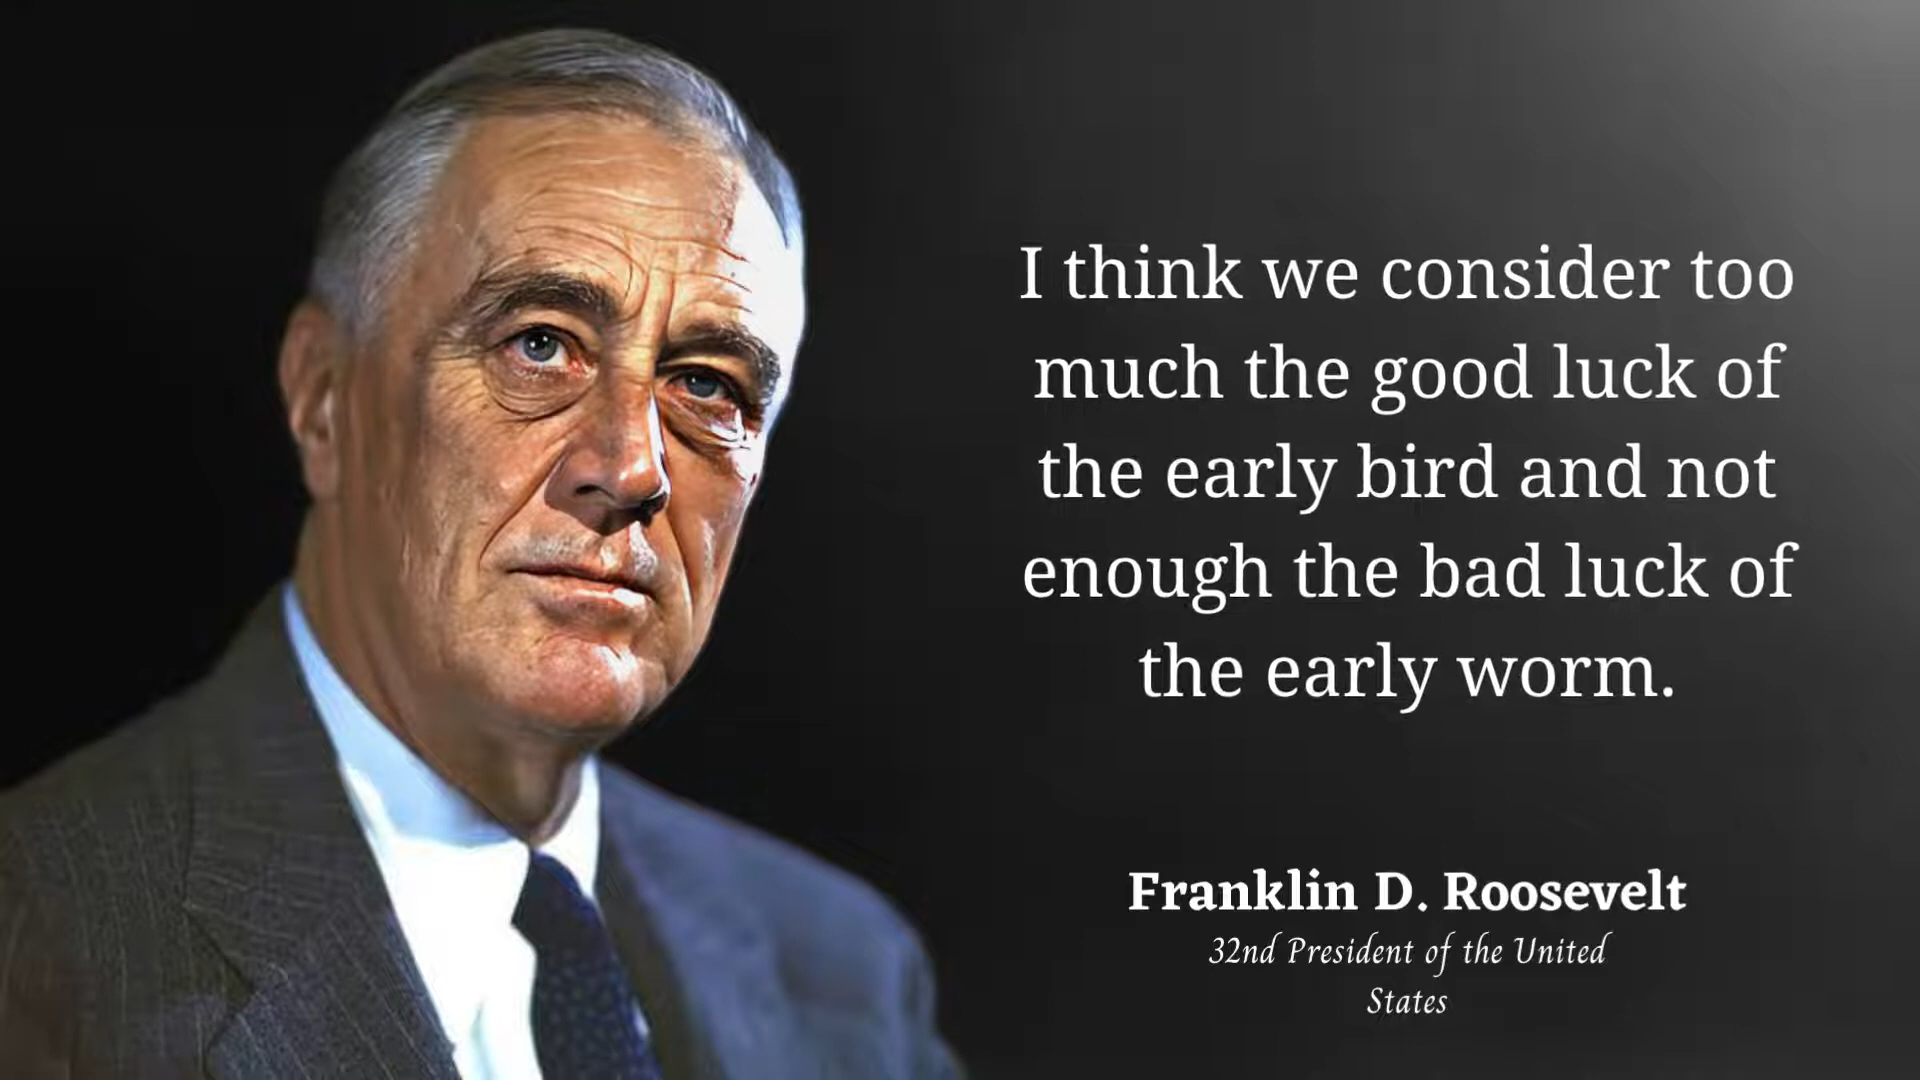 I think we consider too
much the good luck of
the early bird and not
enough the bad luck of
the early worm.
Franklin D. Roosevelt
32nd President of the United
States